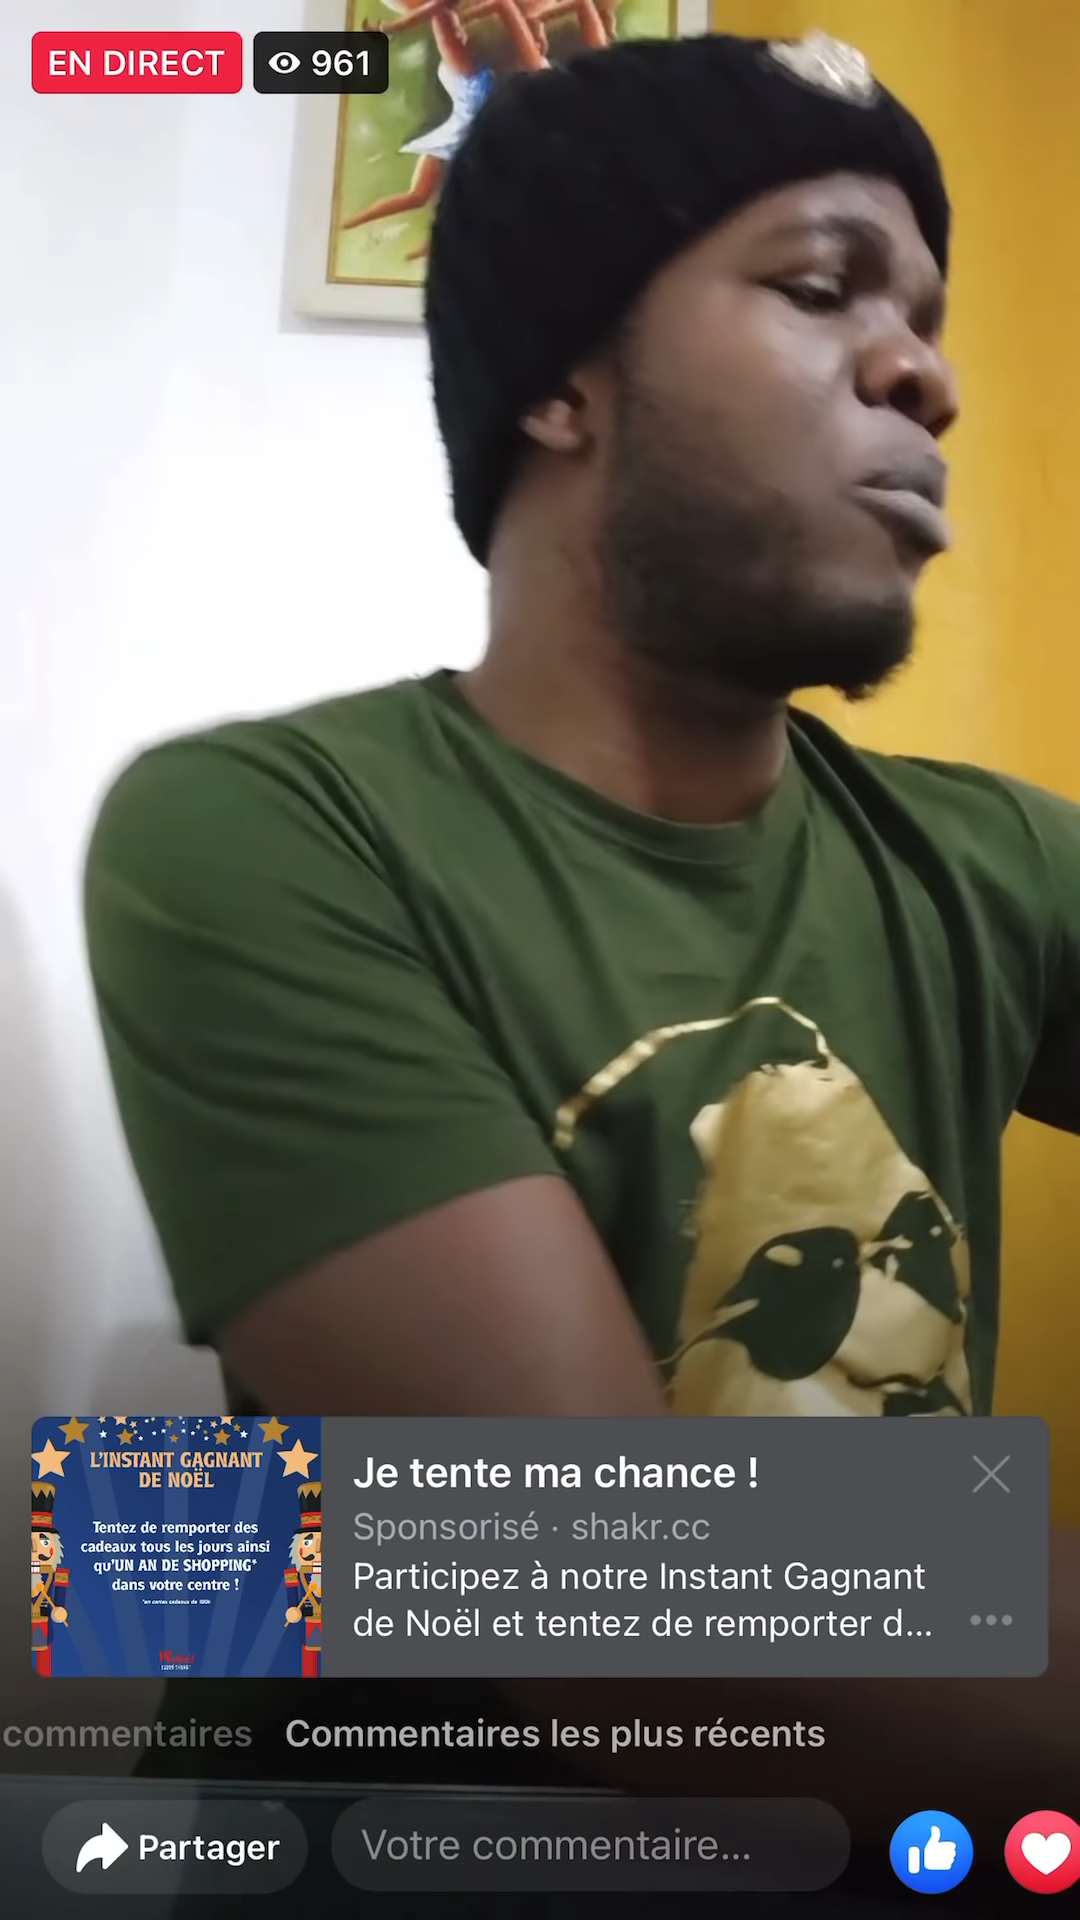 EN DIRECT
961
L'INSTANT GAGNANT
DE NOËL
Tentez de remporter des
cadeaux tous les jours ainsi
qu'UN AN DE SHOPPING*
dans votre centre !
Je tente ma chance !
Sponsorisé · shakr.cc
Participez à notre Instant Gagnant
de Noël et tentez de remporter d...
commentaires
Commentaires les plus récents
Partager
Votre commentaire...